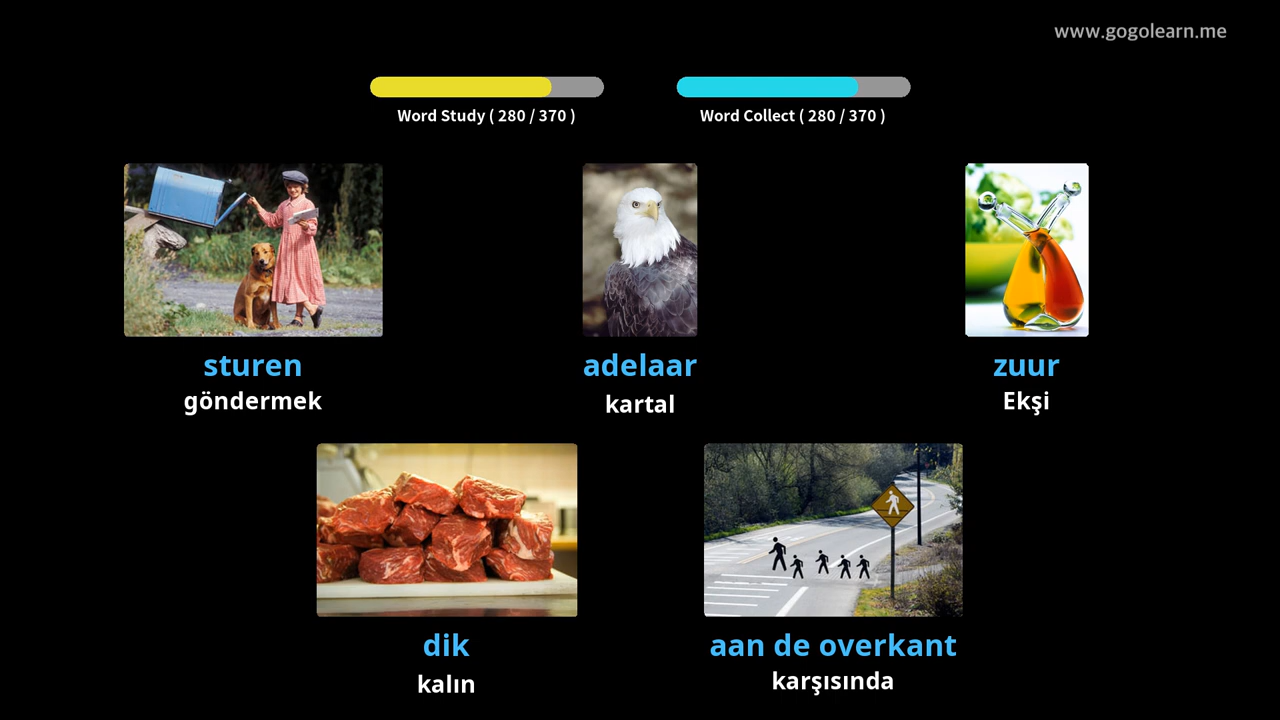 www.gogolearn.me
Word Study ( 280 / 370 )
Word Collect ( 280 / 370 )
sturen
göndermek
adelaar
kartal
zuur
Ekşi
dik
kalın
aan de overkant
karşısında